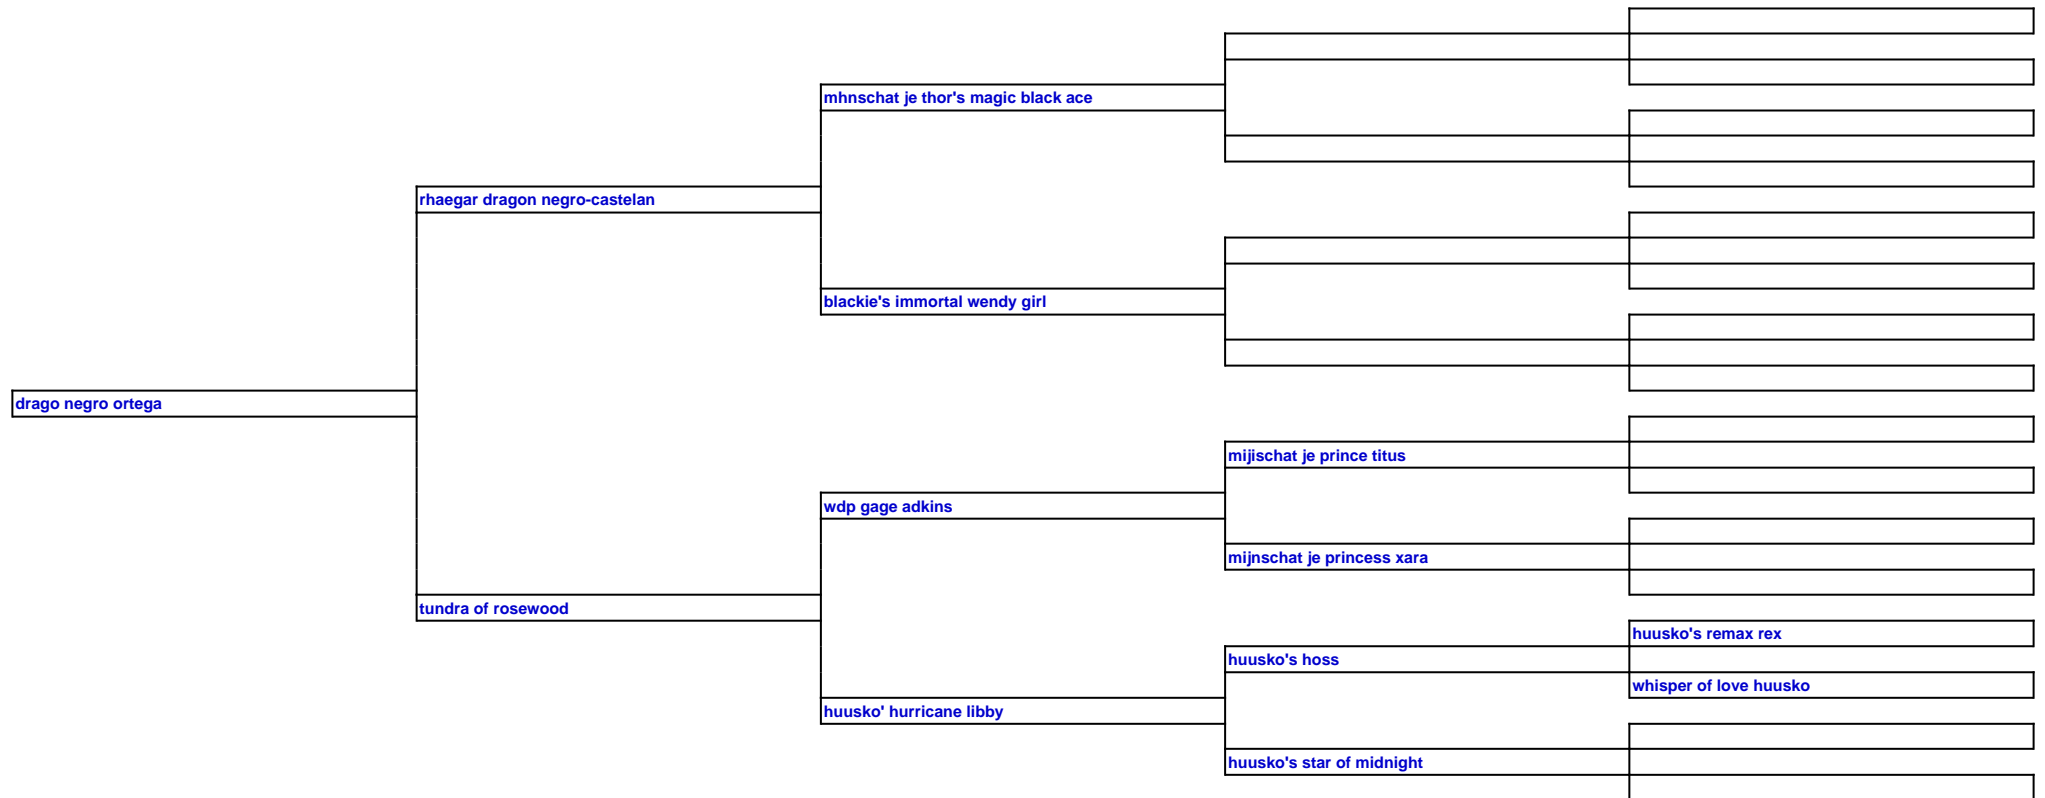 mhnschat je thor's magic black ace
rhaegar dragon negro-castelan
blackie's immortal wendy girl
drago negro ortega
mijischat je prince titus
wdp gage adkins
mijnschat je princess xara
tundra of rosewood
huusko's remax rex
huusko's hoss
whisper of love huusko
huusko' hurricane libby
huusko's star of midnight